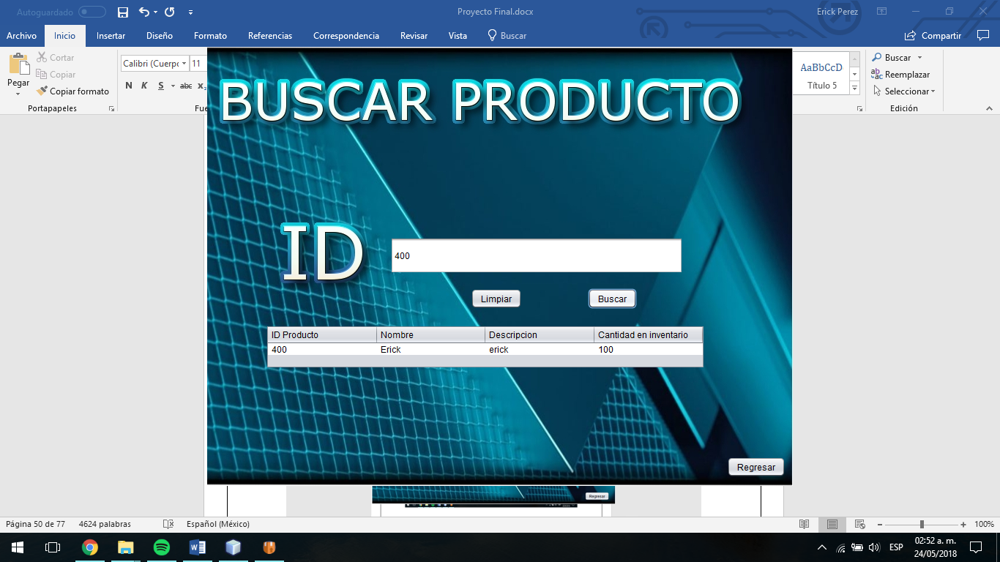 Autoguardado
Proyecto Final.docx
Erick Perez
Archivo Inicio Insertar Diseño Formato Referencias Correspondencia Revisar Vista Buscar Compartir
Pegar
Cortar
Copiar
Copiar formato
Portapapeles
Calibri (Cuerpo 11
N K S abc x
Fue
AaBbCcD
Título 5
Buscar
Reemplazar
Seleccionar
Edición
BUSCAR PRODUCTO
ID
400
Limpiar Buscar
ID Producto Nombre Descripcion Cantidad en inventario
400 Erick erick 100
Regresar
Regresar
Página 50 de 77 4624 palabras Español (México) 100%
ESP
02:52 a. m.
24/05/2018